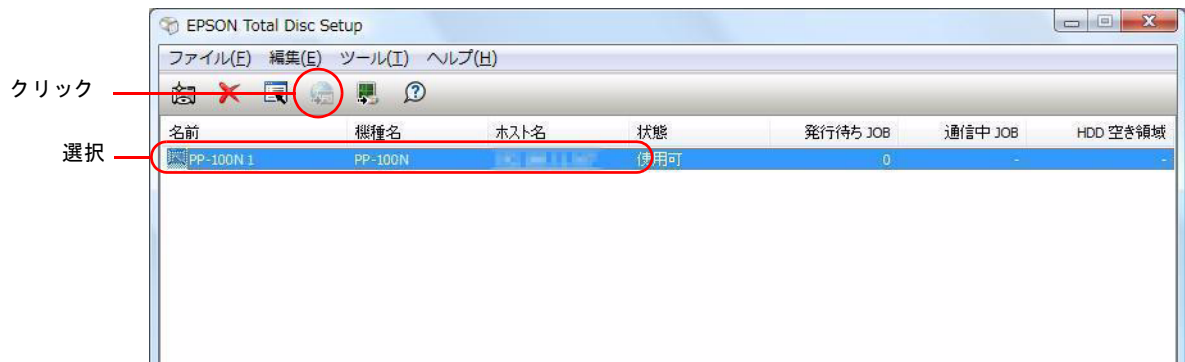 EPSON Total Disc Setup
ファイル(F) 編集(E) ツール(T) ヘルプ(H)
クリック
名前 機種名 ホスト名 状態 発行待ち JOB 通信中 JOB HDD 空き領域
選択
PP-100N 1 PP-100N 使用可 0 - -